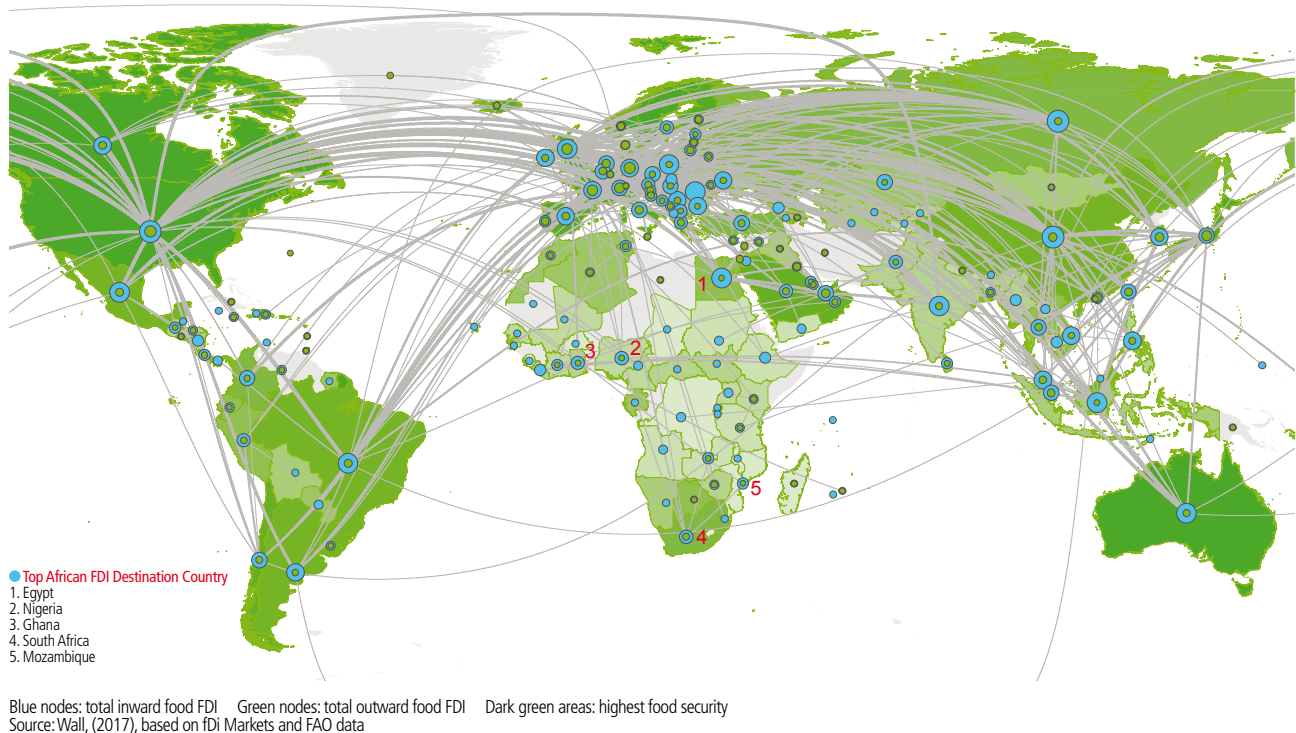 1
2
3
4
5
Top African FDI Destination Country
1. Egypt
2. Nigeria
3. Ghana
4. South Africa
5. Mozambique
Blue nodes: total inward food FDI Green nodes: total outward food FDI Dark green areas: highest food security
Source: Wall, (2017), based on fDi Markets and FAO data